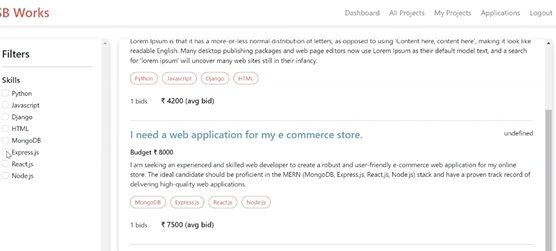 SB Works
Dashboard All Projects My Projects Applications Logout
Filters
Skills
Python
Javascript
Django
HTML
MongoDB
Express.js
React.js
Node.js
Lorem Ipsum is that it has a more-or-less normal distribution of letters, as opposed to using 'Content here, content here', making it look like
readable English. Many desktop publishing packages and web page editors now use Lorem Ipsum as their default model text, and a search
for 'lorem ipsum' will uncover many web sites still in their infancy.
Python Javascript Django HTML
1 bids ₹ 4200 (avg bid)
I need a web application for my e commerce store. undefined
Budget ₹ 8000
I am seeking an experienced and skilled web developer to create a robust and user-friendly e-commerce web application for my online
store. The ideal candidate should be proficient in the MERN (MongoDB, Express.js, React.js, Node.js) stack and have a proven track record of
delivering high-quality web applications.
MongoDB Express.js React.js Node.js
1 bids ₹ 7500 (avg bid)